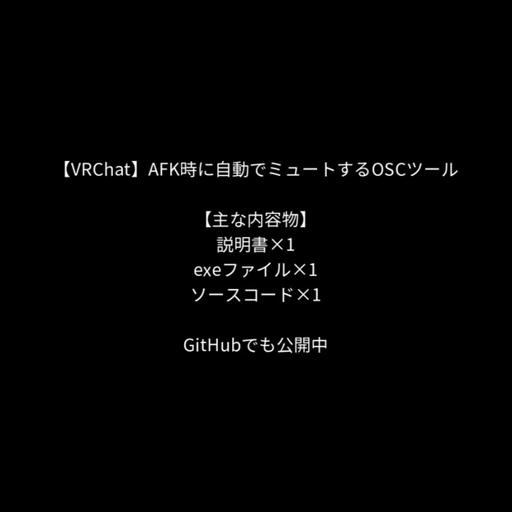 【VRChat】AFK時に自動でミュートするOSCツール
【主な内容物】
説明書×1
exeファイル×1
ソースコード×1
GitHubでも公開中